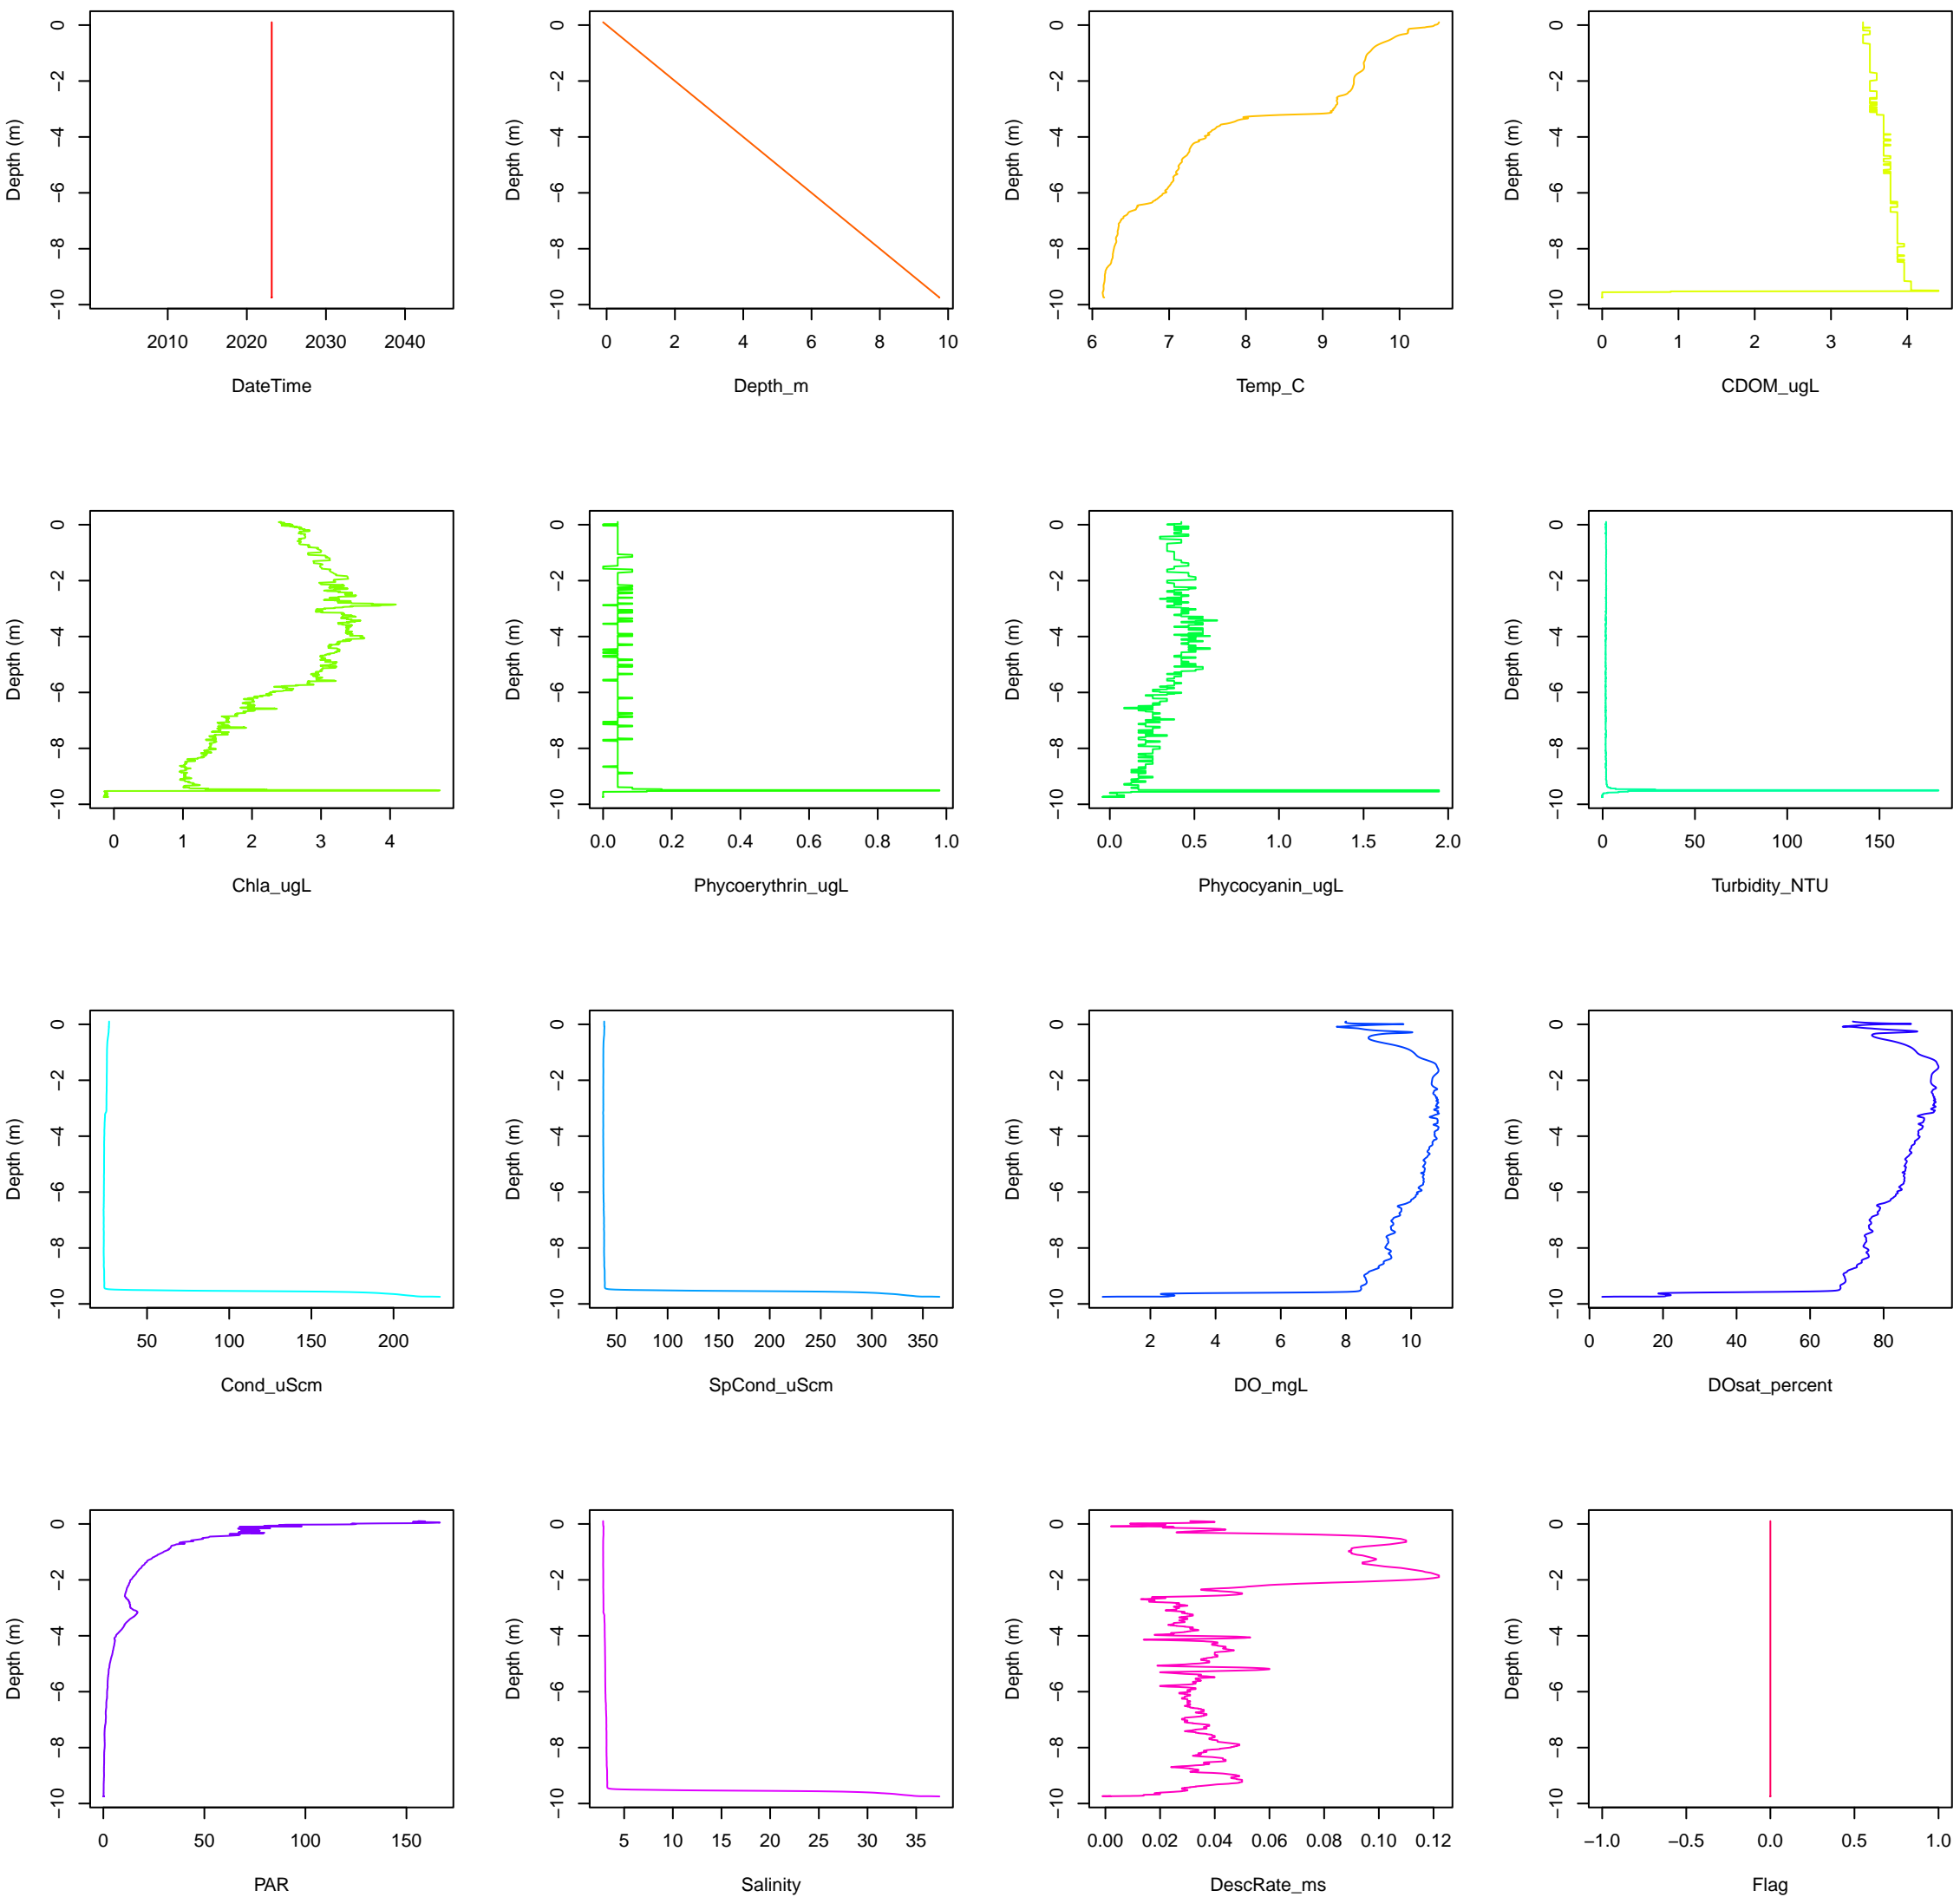 0 −2 −4 −6 −8 −10 Depth (m)
2010 2020 2030 2040
DateTime
0 −2 −4 −6 −8 −10 Depth (m)
0 2 4 6 8 10
Depth_m
0 −2 −4 −6 −8 −10 Depth (m)
6 7 8 9 10
Temp_C
0 −2 −4 −6 −8 −10 Depth (m)
0 1 2 3 4
CDOM_ugL
0 −2 −4 −6 −8 −10 Depth (m)
0 1 2 3 4
Chla_ugL
0 −2 −4 −6 −8 −10 Depth (m)
0.0 0.2 0.4 0.6 0.8 1.0
Phycoerythrin_ugL
0 −2 −4 −6 −8 −10 Depth (m)
0.0 0.5 1.0 1.5 2.0
Phycocyanin_ugL
0 −2 −4 −6 −8 −10 Depth (m)
0 50 100 150
Turbidity_NTU
0 −2 −4 −6 −8 −10 Depth (m)
50 100 150 200
Cond_uScm
0 −2 −4 −6 −8 −10 Depth (m)
50 100 150 200 250 300 350
SpCond_uScm
0 −2 −4 −6 −8 −10 Depth (m)
2 4 6 8 10
DO_mgL
0 −2 −4 −6 −8 −10 Depth (m)
0 20 40 60 80
DOsat_percent
0 −2 −4 −6 −8 −10 Depth (m)
0 50 100 150
PAR
0 −2 −4 −6 −8 −10 Depth (m)
5 10 15 20 25 30 35
Salinity
0 −2 −4 −6 −8 −10 Depth (m)
0.00 0.02 0.04 0.06 0.08 0.10 0.12
DescRate_ms
0 −2 −4 −6 −8 −10 Depth (m)
−1.0 −0.5 0.0 0.5 1.0
Flag